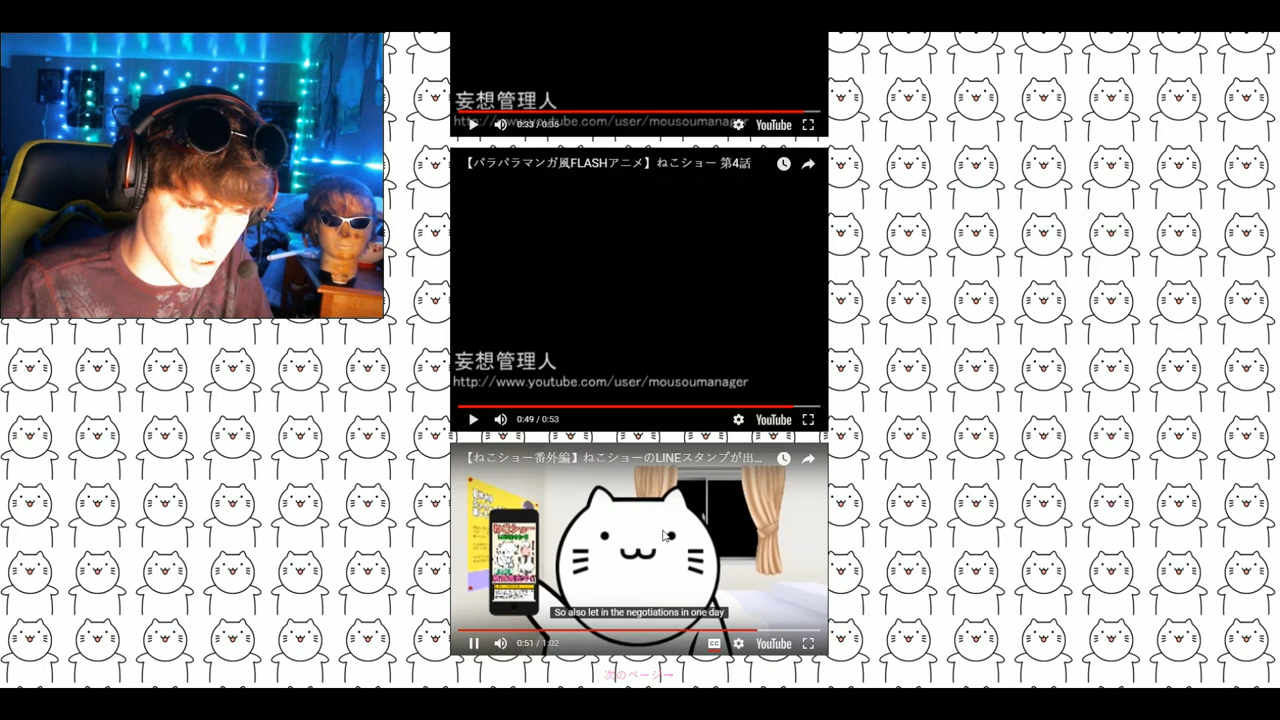 妄想管理人
http://www.youtube.com/user/mousoumanager
0:33 / 0:35
YouTube
【パラパラマンガ風FLASHアニメ】ねこショー 第4話
妄想管理人
http://www.youtube.com/user/mousoumanager
0:49 / 0:53
YouTube
【ねこショー番外編】ねこショーのLINEスタンプが出...
So also let in the negotiations in one day
0:51 / 1:02
CC
YouTube
次のページ→